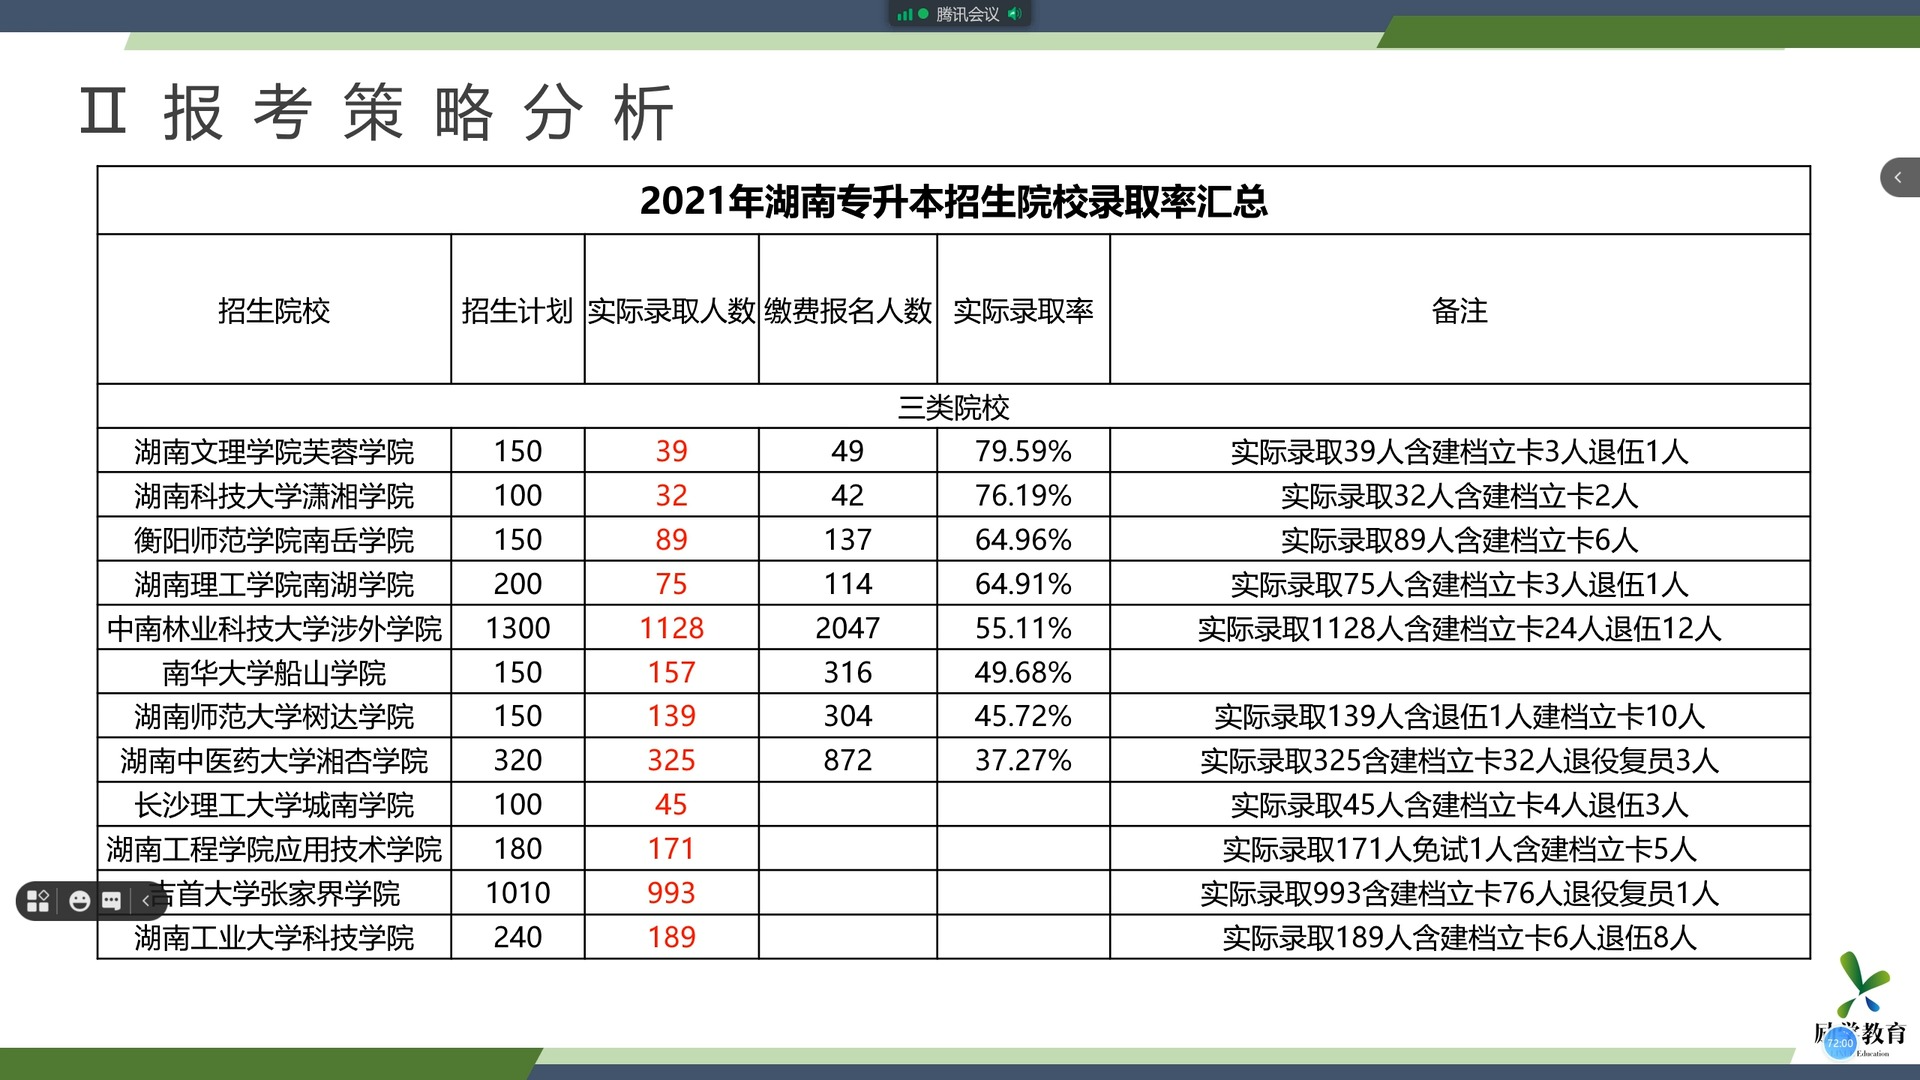 腾讯会议
II 报考策略分析
2021年湖南专升本招生院校录取率汇总
招生院校 招生计划 实际录取人数 缴费报名人数 实际录取率 备注
三类院校
湖南文理学院芙蓉学院 150 39 49 79.59% 实际录取39人含建档立卡3人退伍1人
湖南科技大学潇湘学院 100 32 42 76.19% 实际录取32人含建档立卡2人
衡阳师范学院南岳学院 150 89 137 64.96% 实际录取89人含建档立卡6人
湖南理工学院南湖学院 200 75 114 64.91% 实际录取75人含建档立卡3人退伍1人
中南林业科技大学涉外学院 1300 1128 2047 55.11% 实际录取1128人含建档立卡24人退伍12人
南华大学船山学院 150 157 316 49.68%
湖南师范大学树达学院 150 139 304 45.72% 实际录取139人含退伍1人建档立卡10人
湖南中医药大学湘杏学院 320 325 872 37.27% 实际录取325含建档立卡32人退役复员3人
长沙理工大学城南学院 100 45 实际录取45人含建档立卡4人退伍3人
湖南工程学院应用技术学院 180 171 实际录取171人免试1人含建档立卡5人
吉首大学张家界学院 1010 993 实际录取993含建档立卡76人退役复员1人
湖南工业大学科技学院 240 189 实际录取189人含建档立卡6人退伍8人
励学教育
Education
72:00